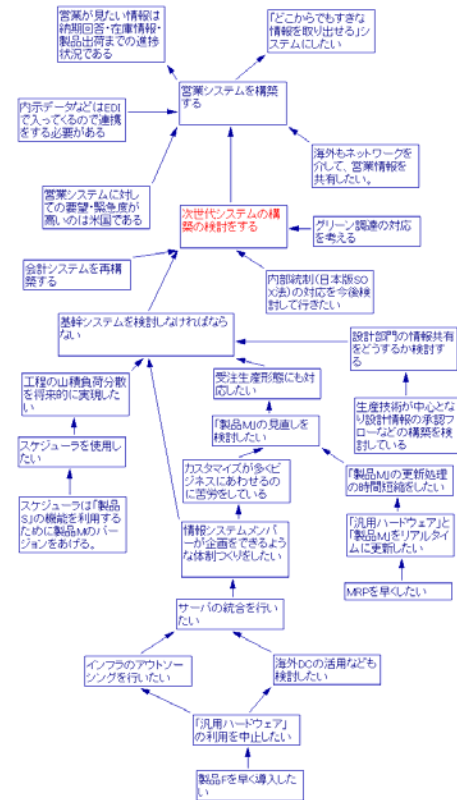 営業が見たい情報は
納期回答・在庫情報・
製品出荷までの進捗
状況である
「どこからでもすきな
情報を取り出せる」シ
ステムにしたい
営業システムを構築
する
内示データなどはEDI
で入ってくるので連携
をする必要がある
海外もネットワークを
介して、営業情報を
共有したい。
営業システムに対し
ての要望・緊急度が
高いのは米国である
次世代システムの構
築の検討をする
グリーン調達の対応
を考える
会計システムを再構
築する
内部統制(日本版SO
X法)の対応を今後検
討して行きたい
基幹システムを検討しなければなら
ない
設計部門の情報共有
をどうするか検討する
工程の山積負荷分散
を将来的に実現した
い
受注生産形態にも対
応したい
生産技術が中心とな
り設計情報の承認フ
ローなどの構築を検
討している
「製品M」の見直しを
検討したい
スケジューラを使用し
たい
カスタマイズが多くビ
ジネスにあわせるの
に苦労をしている
「製品M」の更新処理
の時間短縮をしたい
スケジューラは「製品
S」の機能を利用する
ために製品Mのバー
ジョンをあげる。
情報システムメンバ
ーが企画をできるよ
うな体制つくりをしたい
「汎用ハードウェア」と
「製品M」をリアルタイ
ムに更新したい
MRPを早くしたい
サーバの統合を行い
たい
インフラのアウトソー
シングを行いたい
海外DCの活用なども
検討したい
「汎用ハードウェア」
の利用を中止したい
製品Fを早く導入した
い